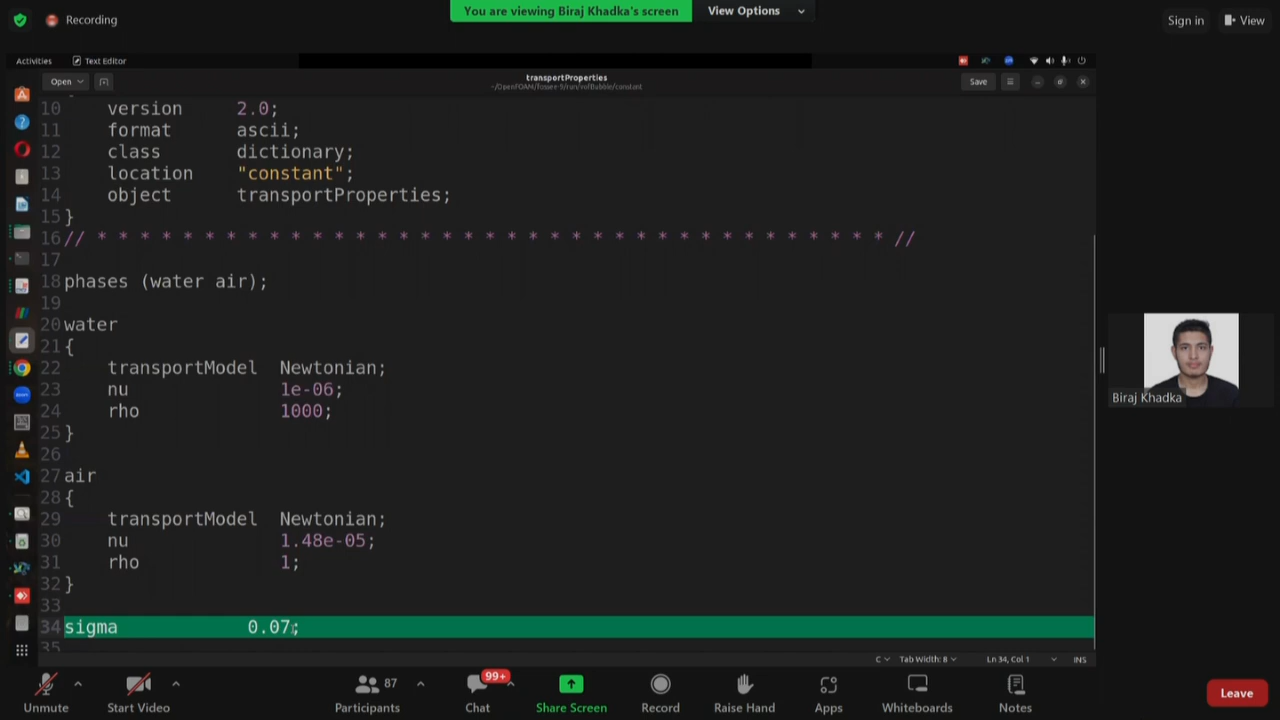 Recording
You are viewing Biraj Khadka's screen
View Options
Sign in
View
Activities
Text Editor
Open
transportProperties
Save
10 version 2.0;
11 format ascii;
12 class dictionary;
13 location "constant";
14 object transportProperties;
15 }
16 // * * * * * * * * * * * * * * * * * * * * * * * * * * * * * * * * * * * * * //
17
18 phases (water air);
19
20 water
21 {
22 transportModel Newtonian;
23 nu 1e-06;
24 rho 1000;
25 }
26
27 air
28 {
29 transportModel Newtonian;
30 nu 1.48e-05;
31 rho 1;
32 }
33
34 sigma 0.07;
35
C Tab Width: 8 Ln 34, Col 1 INS
Biraj Khadka
Unmute
Start Video
87
Participants
99+
Chat
Share Screen
Record
Raise Hand
Apps
Whiteboards
Notes
Leave